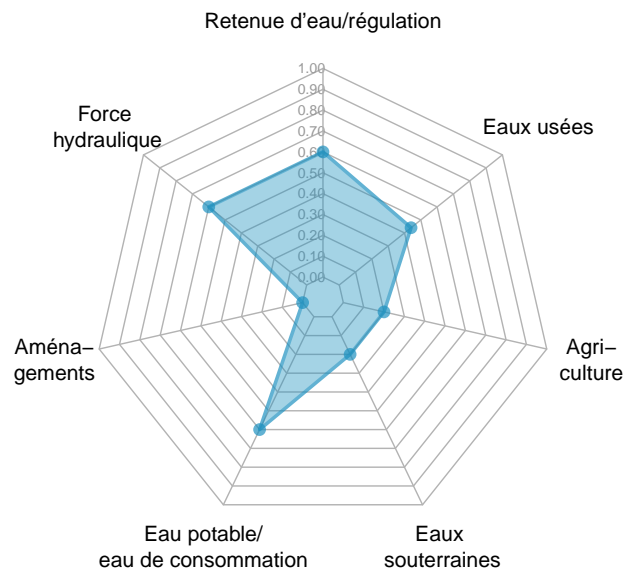 Retenue d'eau/régulation
1.00
0.90
0.80
0.70
0.60
0.50
0.40
0.30
0.20
0.10
0.00
Force
hydraulique
Eaux usées
Aména–
gements
Agri–
culture
Eau potable/
eau de consommation
Eaux
souterraines